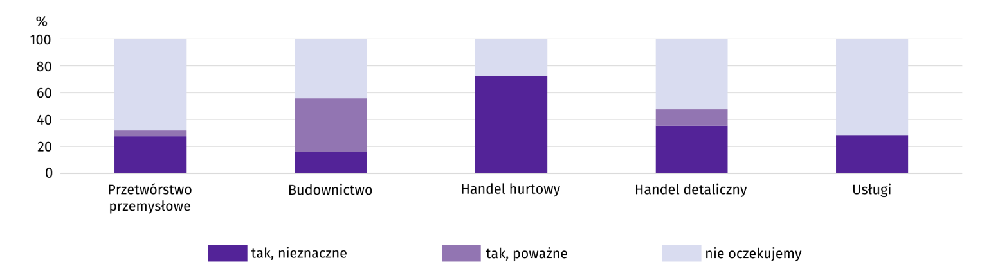 %
100
80
60
40
20
0
Przetwórstwo
przemysłowe
Budownictwo
Handel hurtowy
Handel detaliczny
Usługi
tak, nieznaczne
tak, poważne
nie oczekujemy